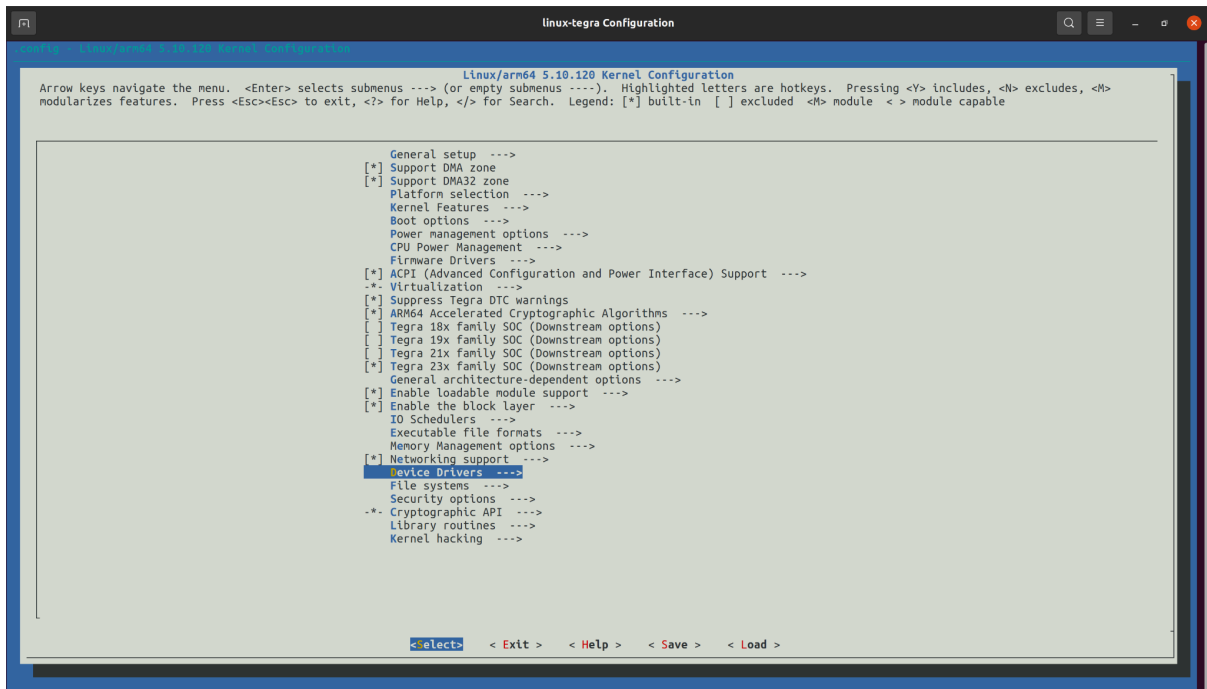 linux-tegra Configuration
.config - Linux/arm64 5.10.120 Kernel Configuration
Linux/arm64 5.10.120 Kernel Configuration
Arrow keys navigate the menu.  <Enter> selects submenus ---> (or empty submenus ----).  Highlighted letters are hotkeys.  Pressing <Y> includes, <N> excludes, <M>
modularizes features.  Press <Esc><Esc> to exit, <?> for Help, </> for Search.  Legend: [*] built-in  [ ] excluded  <M> module  < > module capable
General setup  --->
[*] Support DMA zone
[*] Support DMA32 zone
Platform selection  --->
Kernel Features  --->
Boot options  --->
Power management options  --->
CPU Power Management  --->
Firmware Drivers  --->
[*] ACPI (Advanced Configuration and Power Interface) Support  --->
-*- Virtualization  --->
[*] Suppress Tegra DTC warnings
[*] ARM64 Accelerated Cryptographic Algorithms  --->
[ ] Tegra 18x family SOC (Downstream options)
[ ] Tegra 19x family SOC (Downstream options)
[ ] Tegra 21x family SOC (Downstream options)
[*] Tegra 23x family SOC (Downstream options)
General architecture-dependent options  --->
[*] Enable loadable module support  --->
[*] Enable the block layer  --->
IO Schedulers  --->
Executable file formats  --->
Memory Management options  --->
[*] Networking support  --->
Device Drivers  --->
File systems  --->
Security options  --->
-*- Cryptographic API  --->
Library routines  --->
Kernel hacking  --->
<Select>    < Exit >    < Help >    < Save >    < Load >